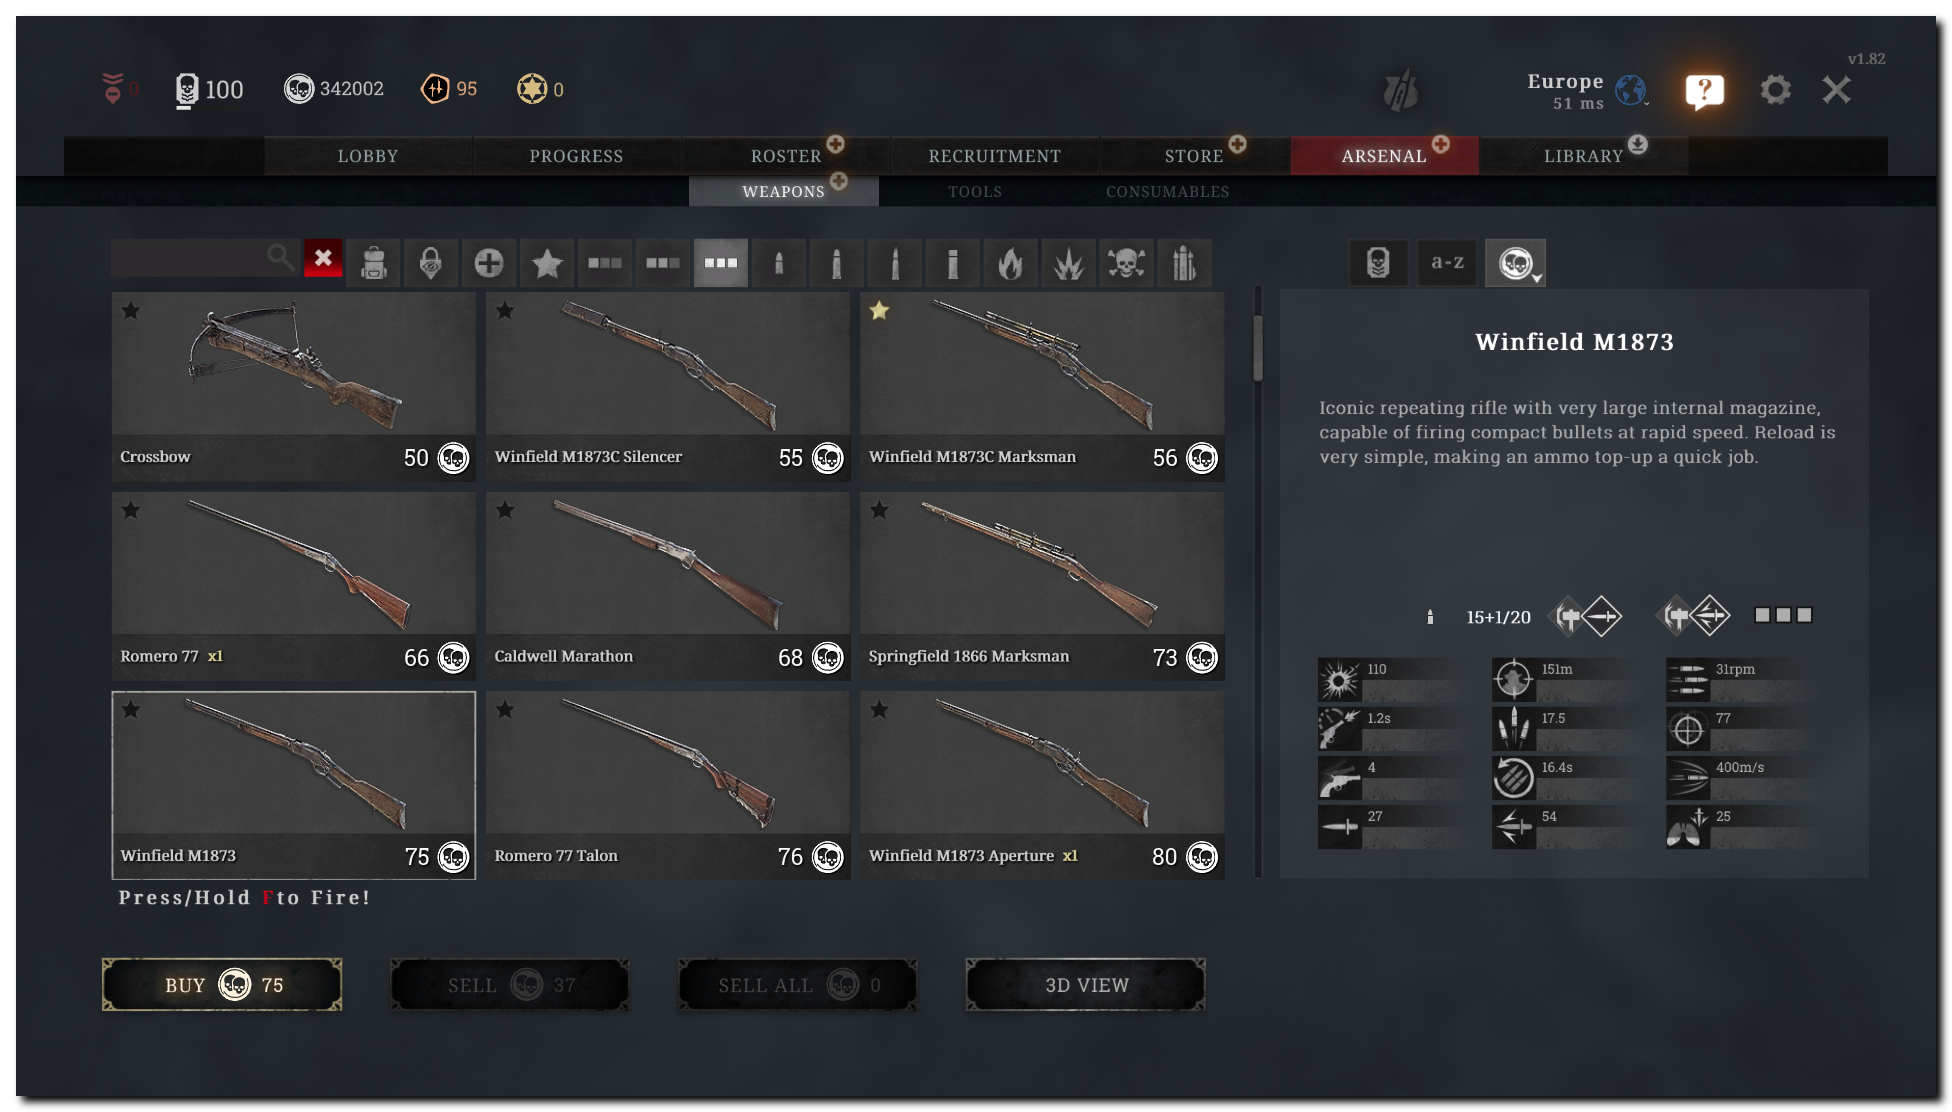 v1.82
0
100
342002
95
0
Europe
51 ms
?
LOBBY
PROGRESS
ROSTER
RECRUITMENT
STORE
ARSENAL
LIBRARY
WEAPONS
TOOLS
CONSUMABLES
a-z
Crossbow 50
Winfield M1873C Silencer 55
Winfield M1873C Marksman 56
Romero 77 x1 66
Caldwell Marathon 68
Springfield 1866 Marksman 73
Winfield M1873 75
Romero 77 Talon 76
Winfield M1873 Aperture x1 80
Press/Hold F to Fire!
BUY 75
SELL 37
SELL ALL 0
3D VIEW
Winfield M1873
Iconic repeating rifle with very large internal magazine,
capable of firing compact bullets at rapid speed. Reload is
very simple, making an ammo top-up a quick job.
15+1/20
110
151m
31rpm
1.2s
17.5
77
4
16.4s
400m/s
27
54
25